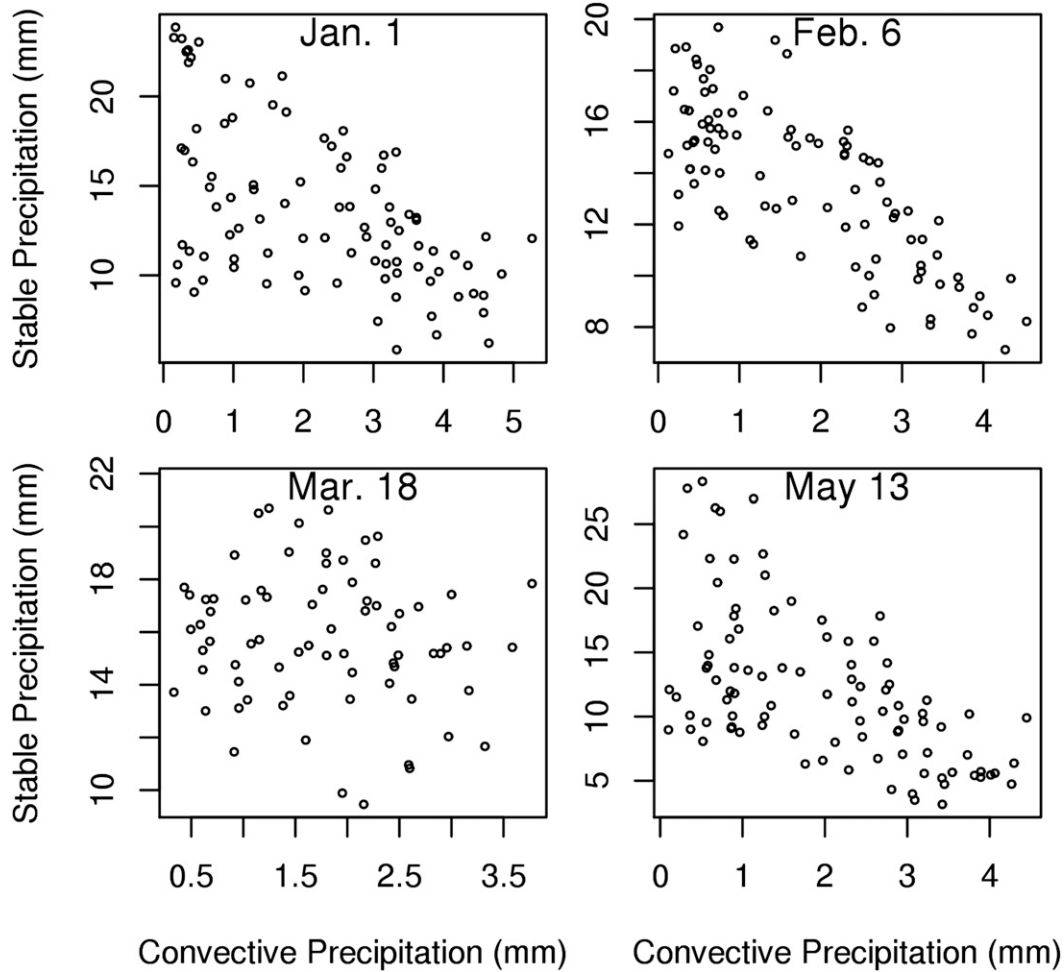 Stable Precipitation (mm)
Jan. 1
20
15
10
0 1 2 3 4 5
Feb. 6
20
16
12
8
0 1 2 3 4
Stable Precipitation (mm)
Mar. 18
22
18
14
10
0.5 1.5 2.5 3.5
Convective Precipitation (mm)
May 13
25
20
15
10
5
0 1 2 3 4
Convective Precipitation (mm)